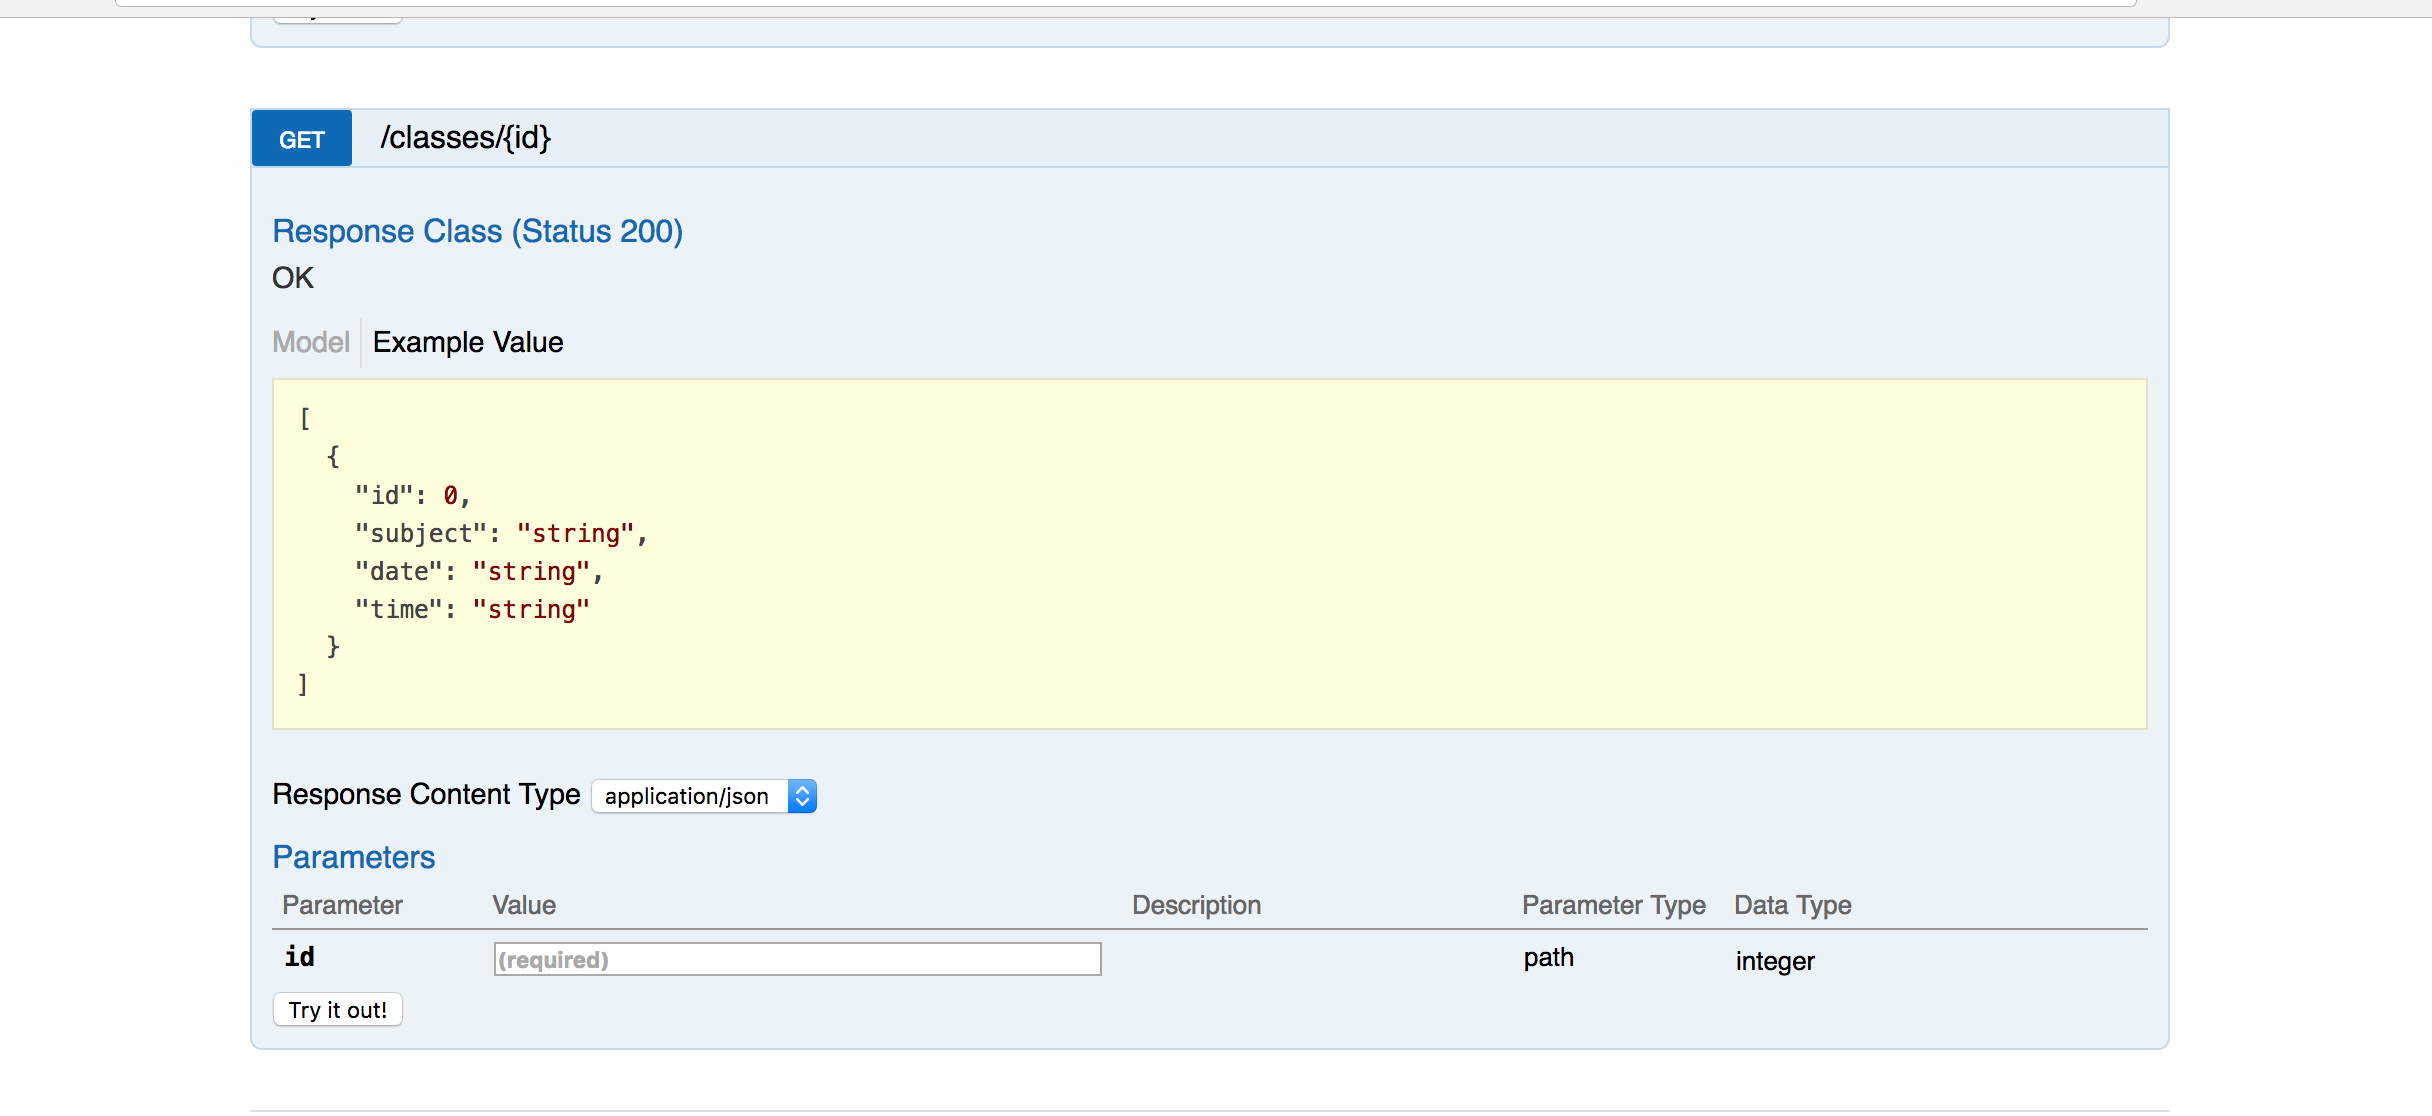 GET /classes/{id}
Response Class (Status 200)
OK
Model Example Value
[
  {
    "id": 0,
    "subject": "string",
    "date": "string",
    "time": "string"
  }
]
Response Content Type application/json
Parameters
Parameter Value Description Parameter Type Data Type
id (required) path integer
Try it out!